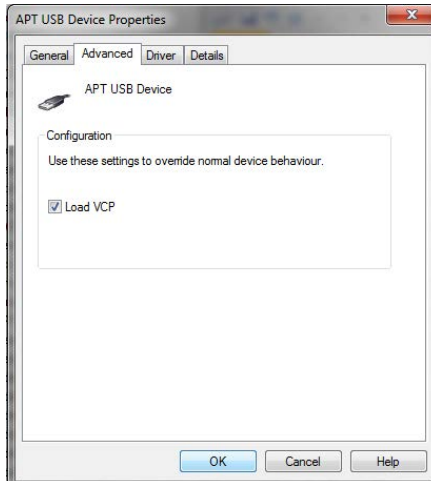 APT USB Device Properties
General Advanced Driver Details
APT USB Device
Configuration
Use these settings to override normal device behaviour.
Load VCP
OK Cancel Help